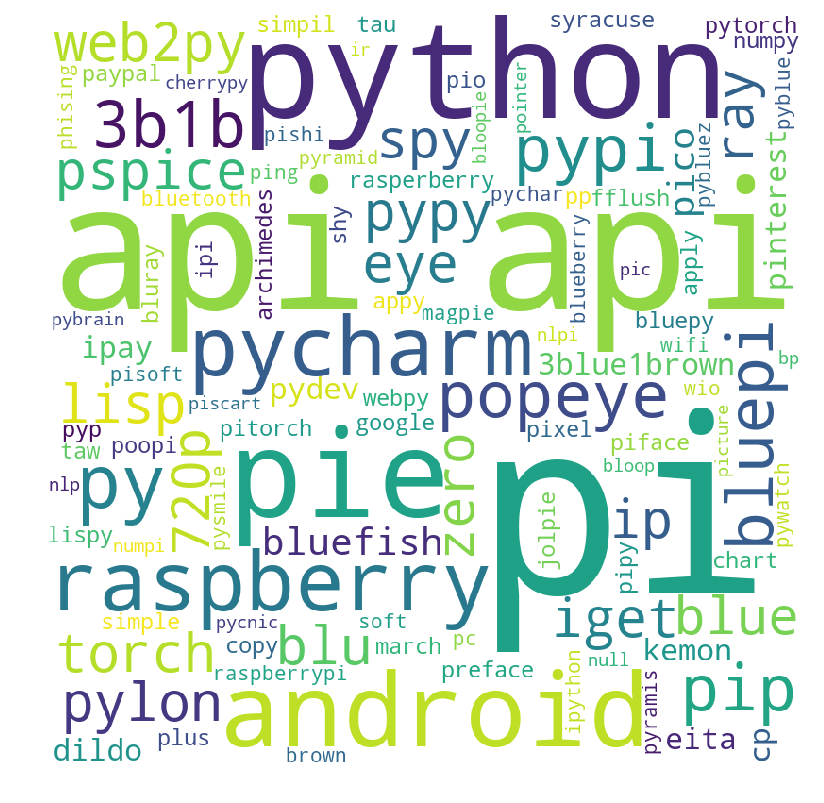 simpil
tau
syracuse
pytorch
web2py
ir
python
numpy
paypal
cherrypy
pio
phising
3b1b
pishi
spy
bloopie
pointer
pypic
pico
pybluez
ray
pyblue
pspice
ping
pyramid
rasperberry
pychar
pp
fflush
pinterest
bluetooth
api
shy
pypy
api
blueberry
apply
bluray
ipi
archimedes
eye
pic
appy
magpie
pybrain
pycharm
nlpi
bluepy
ipay
3blue1brown
wifi
bp
pisoft
pydev
webpy
popeye
wio
bluepi
lisp
piscart
google
pixel
piface
picture
pyp
poopi
pitorch
taw
720p
pie
zero
pi
bloop
nlp
py
pysmile
jolpie
ip
pywatch
lispy
numpi
bluefish
pipy
chart
raspberry
iget
blue
simple
pycnic
soft
pc
torch
copy
blu
march
null
kemon
raspberrypi
preface
ipython
pyramis
pip
pylon
android
dildo
plus
brown
eita
cp